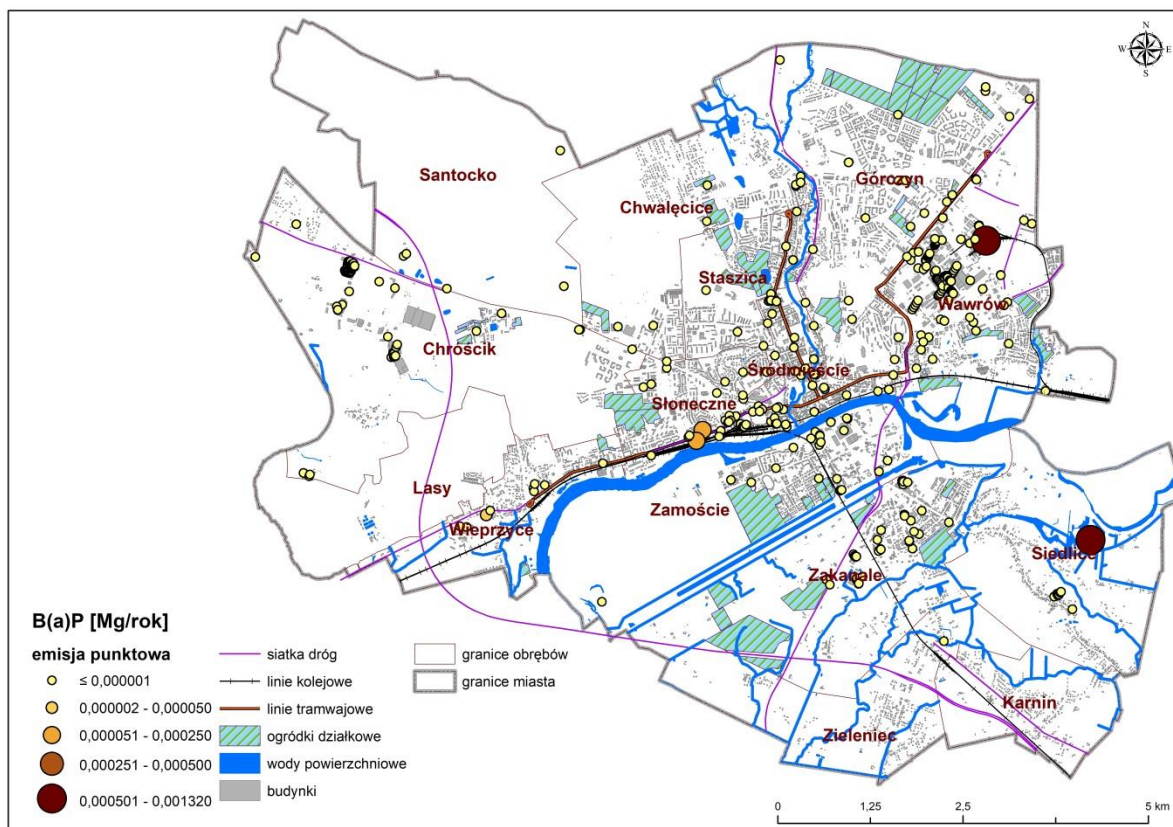 N
W E
S
Santocko
Górczyn
Chwalęcice
Staszica
Wawrów
Chróścik
Śródmieście
Słoneczne
Lasy
Zamoście
Wieprzyce
Siedlice
Zakanale
Karnin
Zieleniec
B(a)P [Mg/rok]
emisja punktowa
≤ 0,000001
0,000002 - 0,000050
0,000051 - 0,000250
0,000251 - 0,000500
0,000501 - 0,001320
siatka dróg
linie kolejowe
linie tramwajowe
ogródki działkowe
wody powierzchniowe
budynki
granice obrębów
granice miasta
0 1,25 2,5 5 km